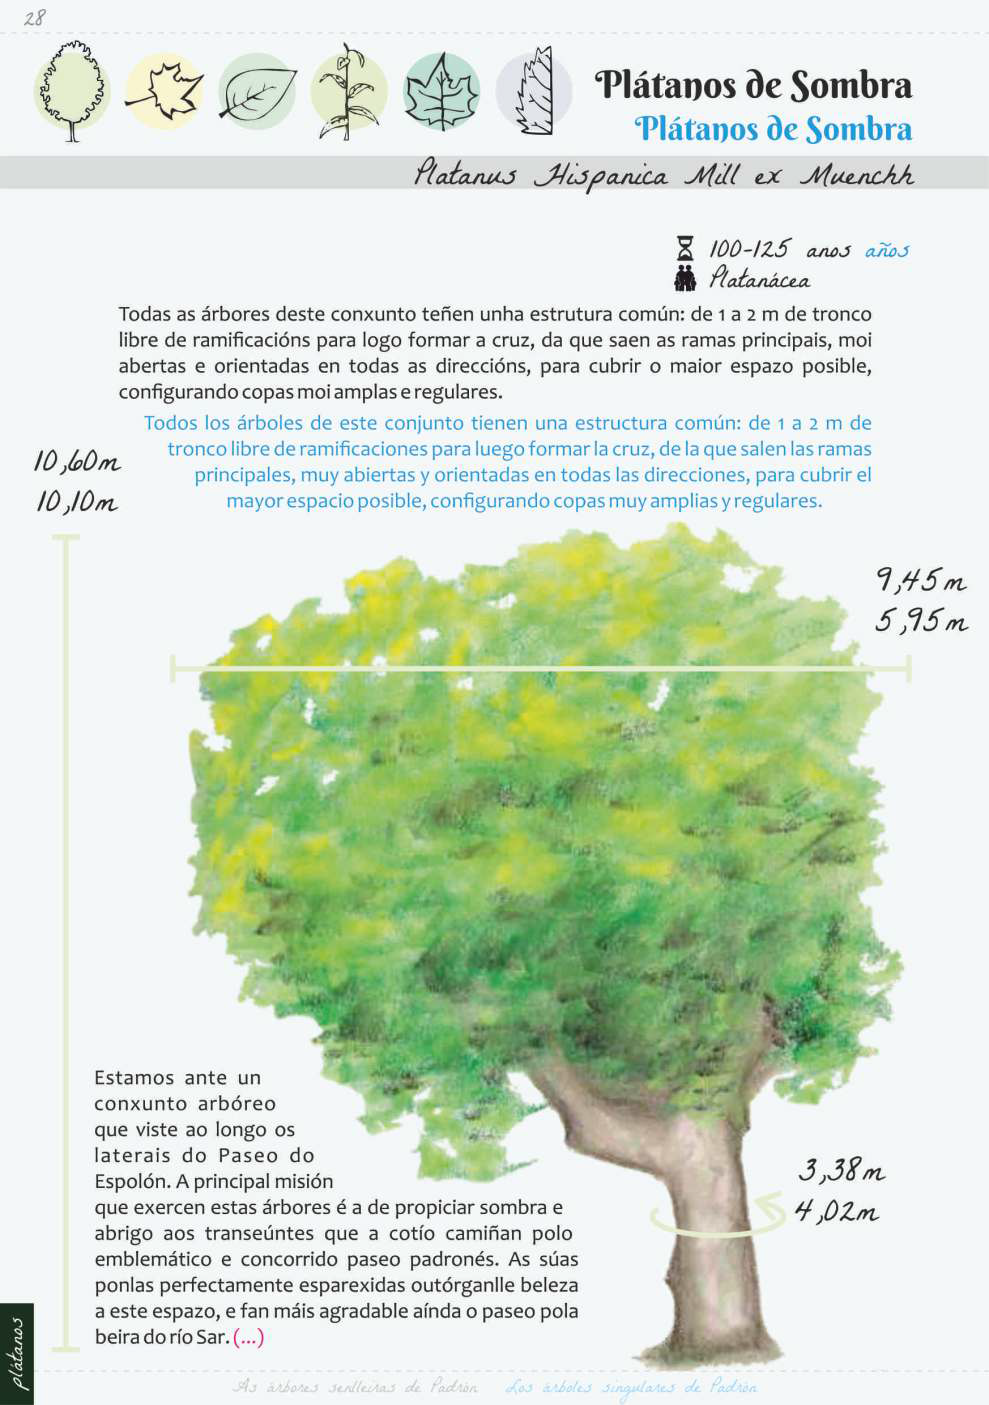 28
Plátanos de Sombra
Plátanos de Sombra
Platanus Hispanica Mill ex Muenchh
100-125 anos años
Platanácea
Todas as árbores deste conxunto teñen unha estrutura común: de 1 a 2 m de tronco
libre de ramificacións para logo formar a cruz, da que saen as ramas principais, moi
abertas e orientadas en todas as direccións, para cubrir o maior espazo posible,
configurando copas moi amplas e regulares.
Todos los árboles de este conjunto tienen una estructura común: de 1 a 2 m de
tronco libre de ramificaciones para luego formar la cruz, de la que salen las ramas
principales, muy abiertas y orientadas en todas las direcciones, para cubrir el
mayor espacio posible, configurando copas muy amplias y regulares.
10,60m
10,10m
9,45 m
5,95 m
Estamos ante un
conxunto arbóreo
que viste ao longo os
laterais do Paseo do
Espolón. A principal misión
que exercen estas árbores é a de propiciar sombra e
abrigo aos transeúntes que a cotío camiñan polo
emblemático e concorrido paseo padronés. As súas
ponlas perfectamente esparexidas outórganlle beleza
a este espazo, e fan máis agradable aínda o paseo pola
beira do río Sar. (...)
3,38m
4,02m
plátanos
As árbores senlleiras de Padrón Los árboles singulares de Padrón